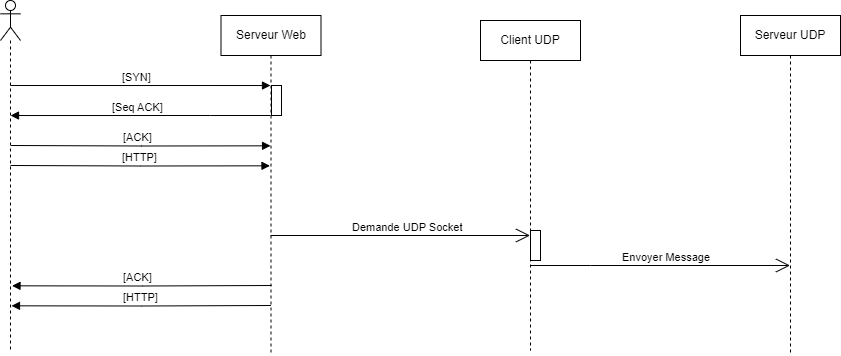 Serveur Web
Client UDP
Serveur UDP
[SYN]
[Seq ACK]
[ACK]
[HTTP]
Demande UDP Socket
Envoyer Message
[ACK]
[HTTP]